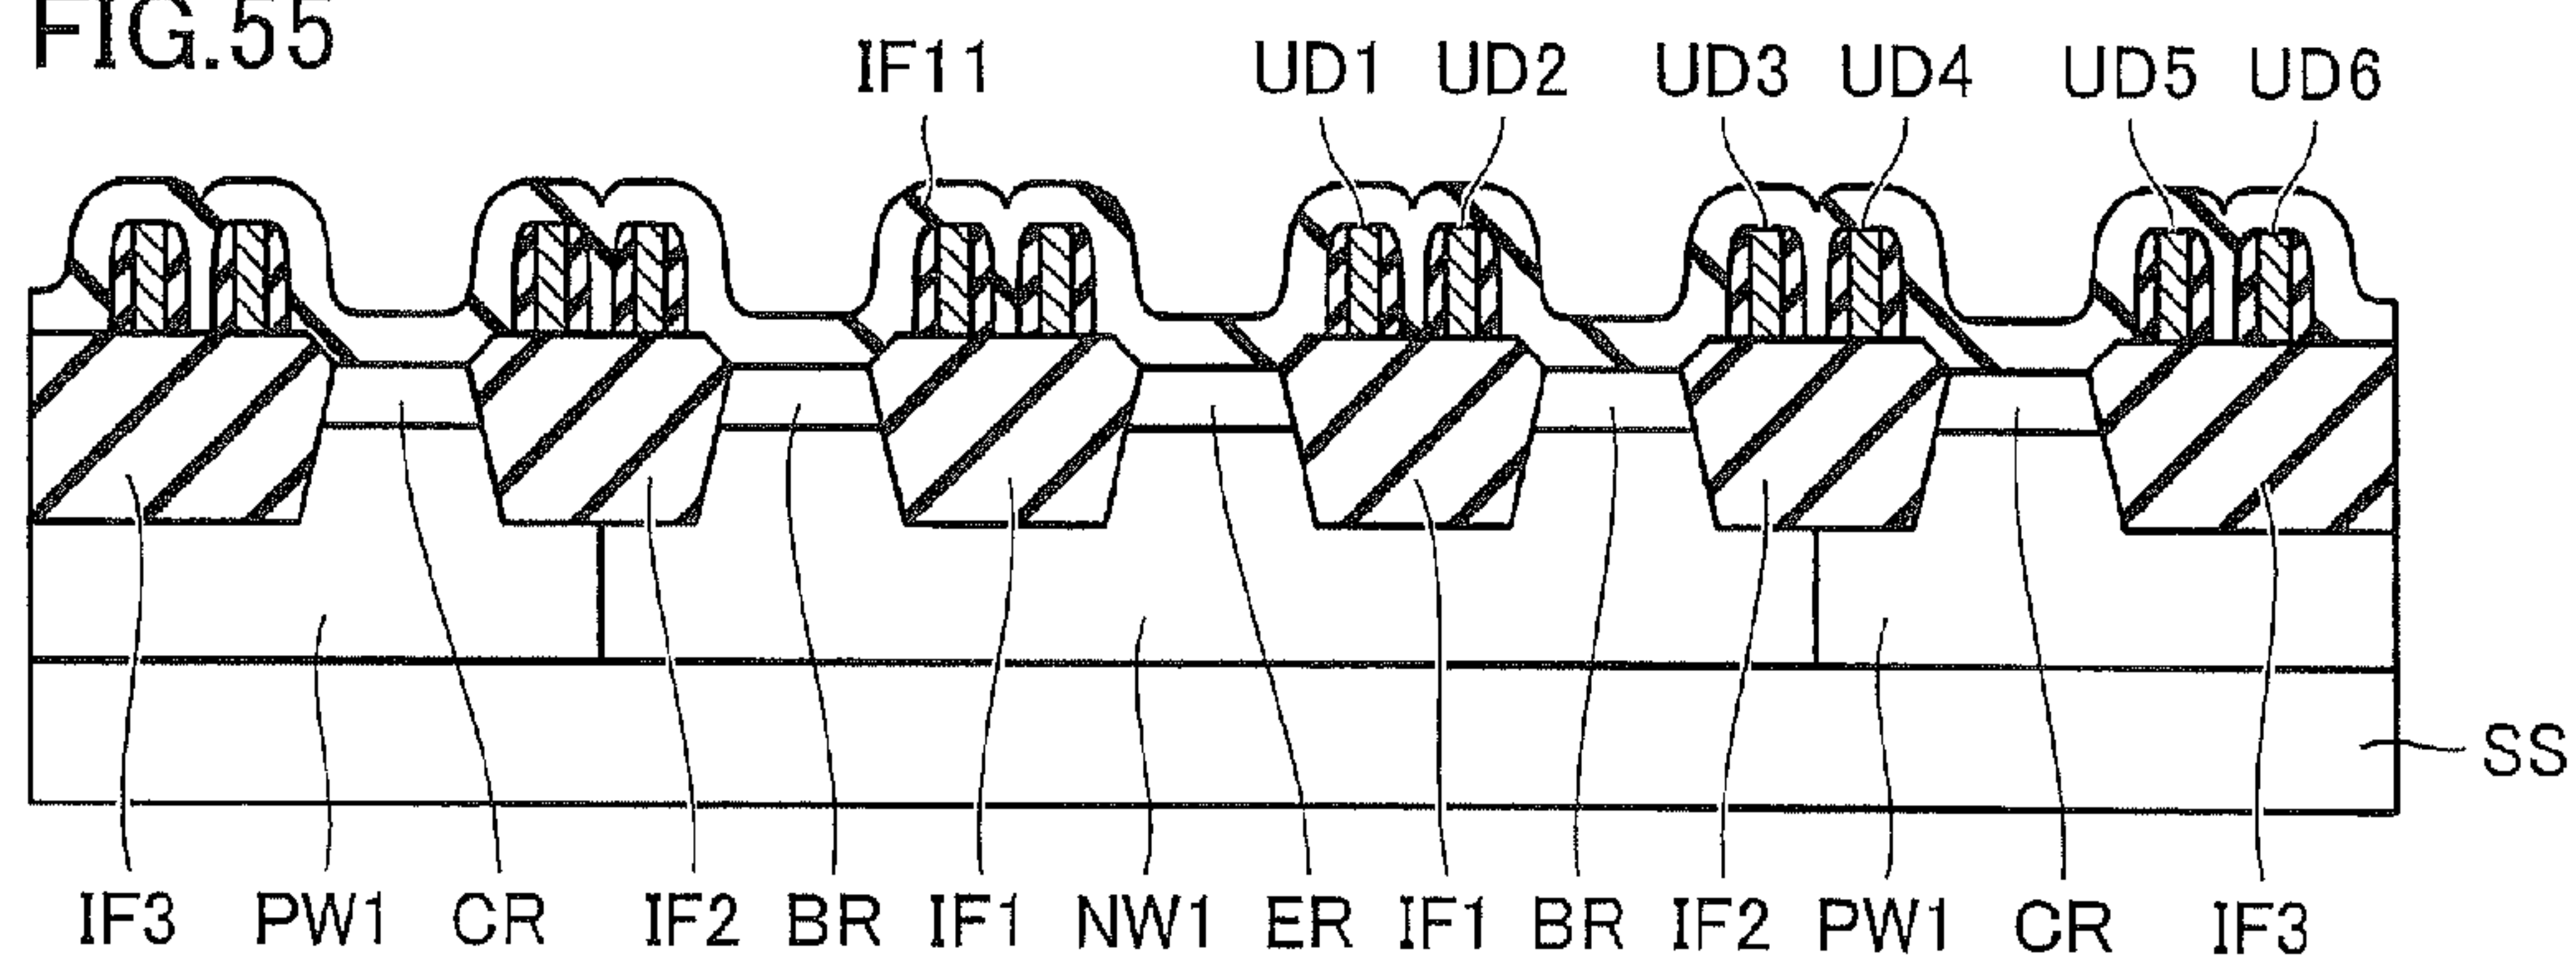 FIG.55
IF11 UD1 UD2 UD3 UD4 UD5 UD6
SS
IF3 PW1 CR IF2 BR IF1 NW1 ER IF1 BR IF2 PW1 CR IF3